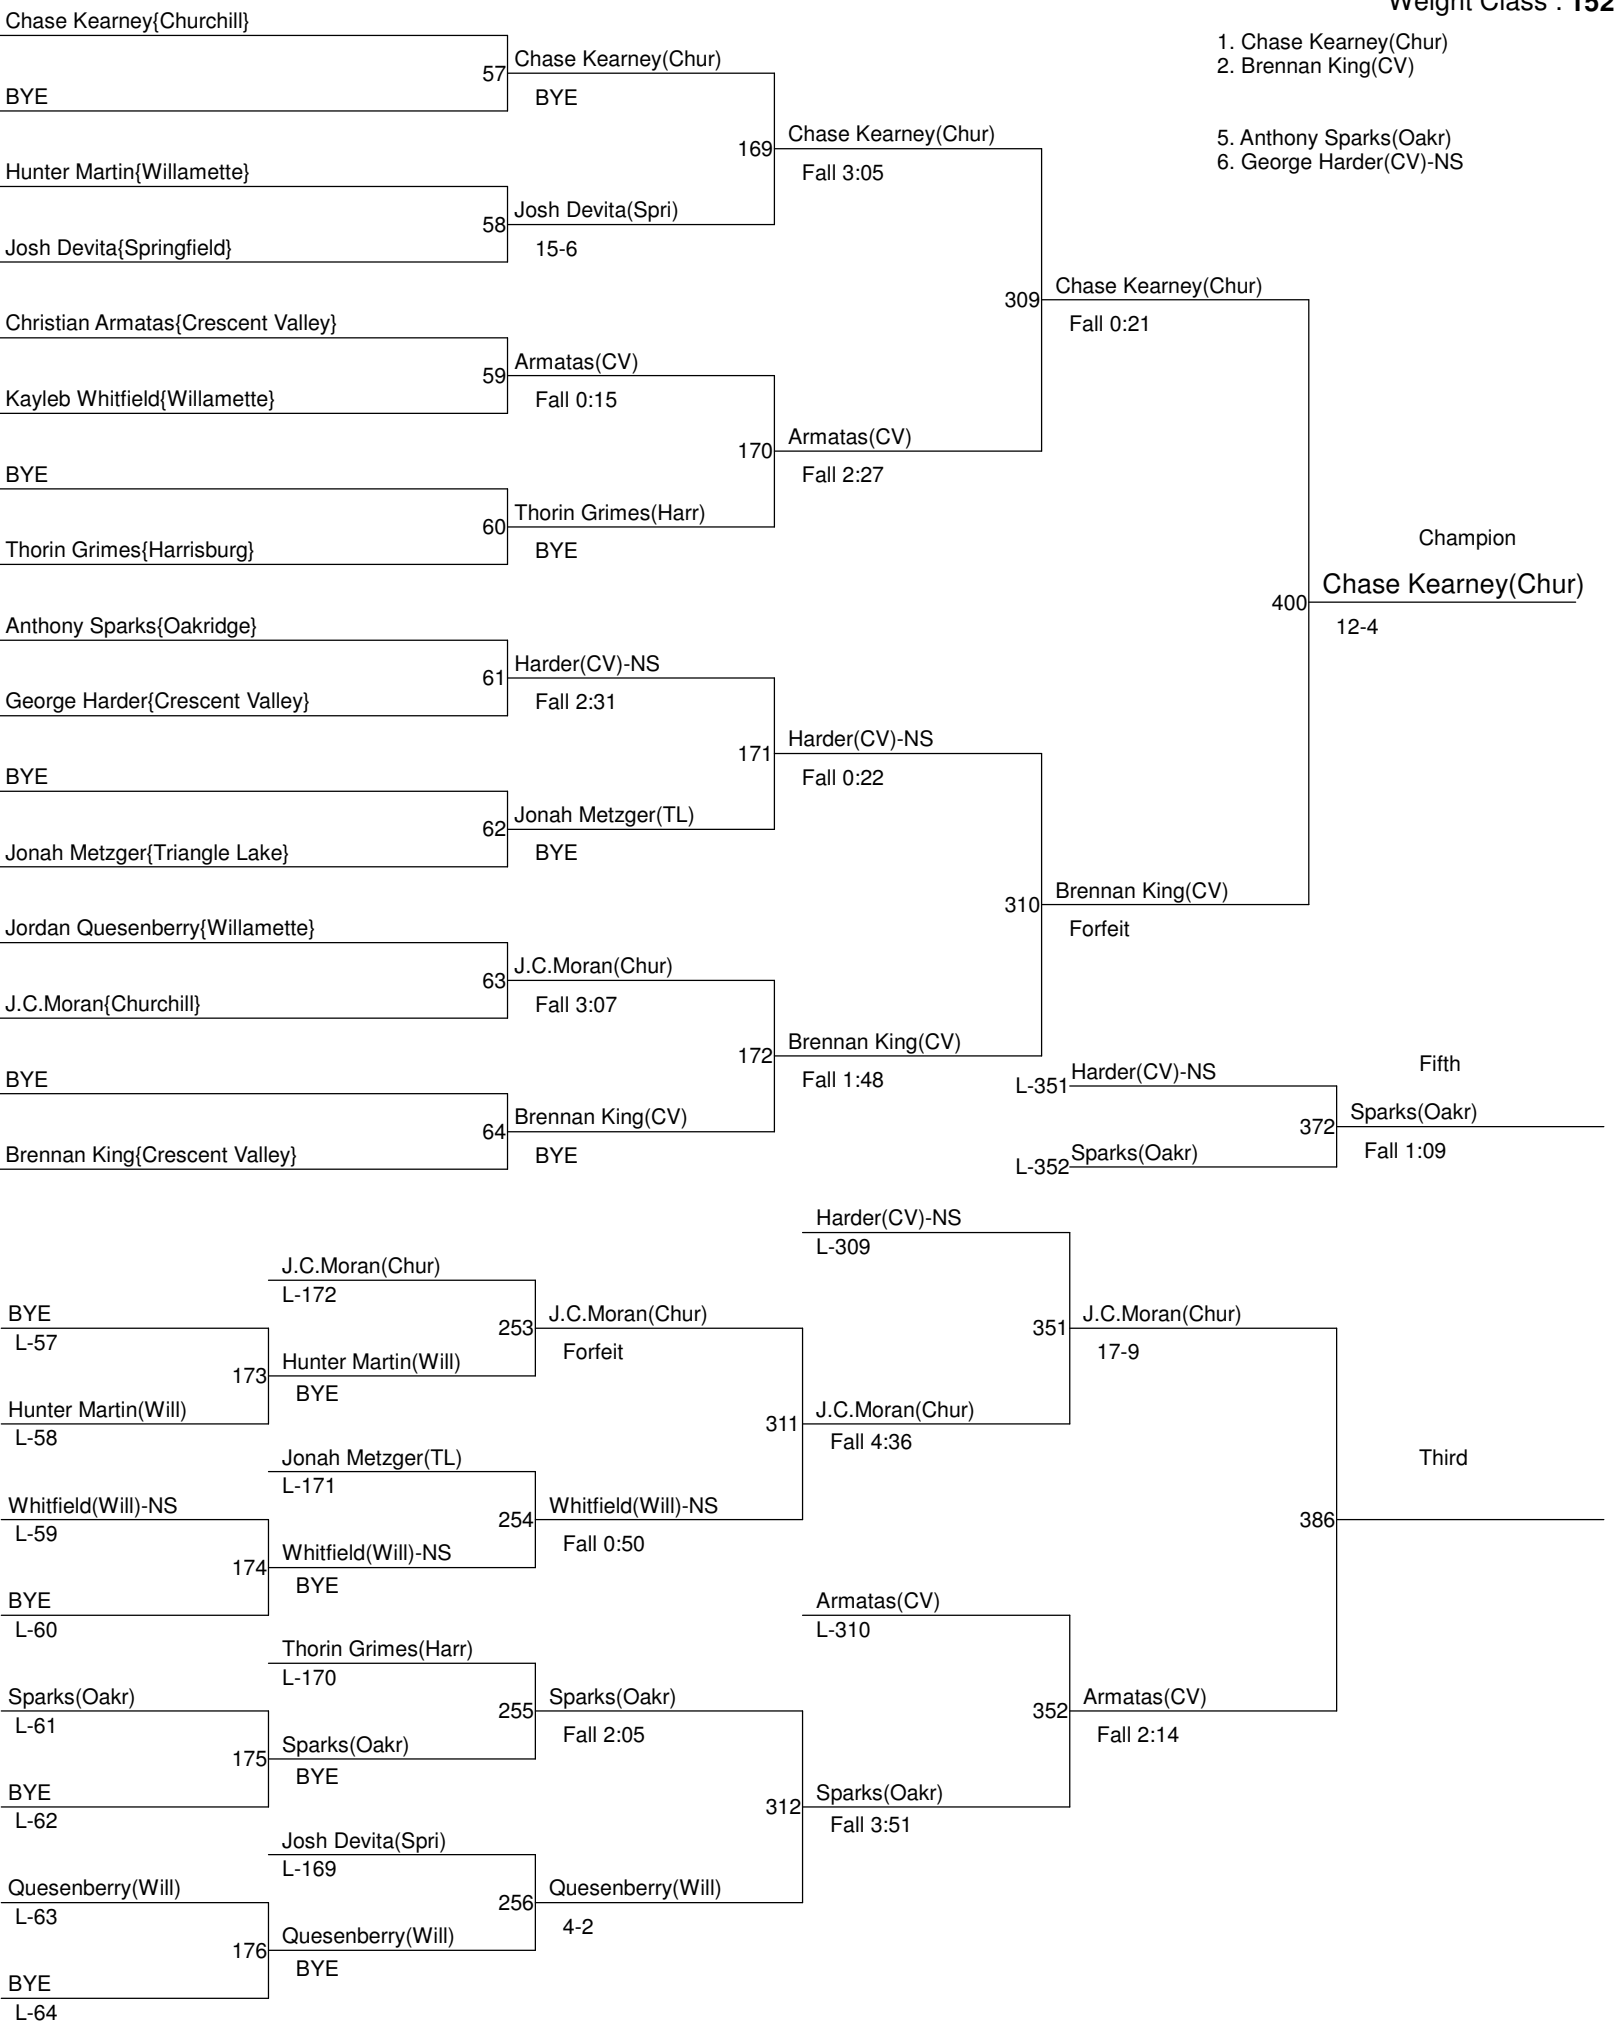 Weight Class : 152
1. Chase Kearney(Chur)
2. Brennan King(CV)
5. Anthony Sparks(Oakr)
6. George Harder(CV)-NS
Chase Kearney{Churchill}
57
BYE
Chase Kearney(Chur)
BYE
169
Hunter Martin{Willamette}
58
Josh Devita{Springfield}
Josh Devita(Spri)
15-6
Chase Kearney(Chur)
Fall 3:05
309
Christian Armatas{Crescent Valley}
59
Kayleb Whitfield{Willamette}
Armatas(CV)
Fall 0:15
170
BYE
60
Thorin Grimes{Harrisburg}
Thorin Grimes(Harr)
BYE
Armatas(CV)
Fall 2:27
Chase Kearney(Chur)
Fall 0:21
400
Champion
Chase Kearney(Chur)
12-4
Anthony Sparks{Oakridge}
61
George Harder{Crescent Valley}
Harder(CV)-NS
Fall 2:31
171
BYE
62
Jonah Metzger{Triangle Lake}
Jonah Metzger(TL)
BYE
Harder(CV)-NS
Fall 0:22
310
Jordan Quesenberry{Willamette}
63
J.C.Moran{Churchill}
J.C.Moran(Chur)
Fall 3:07
172
BYE
64
Brennan King{Crescent Valley}
Brennan King(CV)
BYE
Brennan King(CV)
Fall 1:48
Brennan King(CV)
Forfeit
Fifth
L-351
Harder(CV)-NS
372
L-352
Sparks(Oakr)
Sparks(Oakr)
Fall 1:09
Harder(CV)-NS
L-309
J.C.Moran(Chur)
L-172
BYE
L-57
173
Hunter Martin(Will)
L-58
Hunter Martin(Will)
BYE
253
J.C.Moran(Chur)
Forfeit
311
351
J.C.Moran(Chur)
17-9
J.C.Moran(Chur)
Fall 4:36
Jonah Metzger(TL)
L-171
Whitfield(Will)-NS
L-59
174
BYE
L-60
Whitfield(Will)-NS
BYE
254
Whitfield(Will)-NS
Fall 0:50
Third
386
Armatas(CV)
L-310
Thorin Grimes(Harr)
L-170
Sparks(Oakr)
L-61
175
BYE
L-62
Sparks(Oakr)
BYE
255
Sparks(Oakr)
Fall 2:05
312
352
Armatas(CV)
Fall 2:14
Sparks(Oakr)
Fall 3:51
Josh Devita(Spri)
L-169
Quesenberry(Will)
L-63
176
BYE
L-64
Quesenberry(Will)
BYE
256
Quesenberry(Will)
4-2